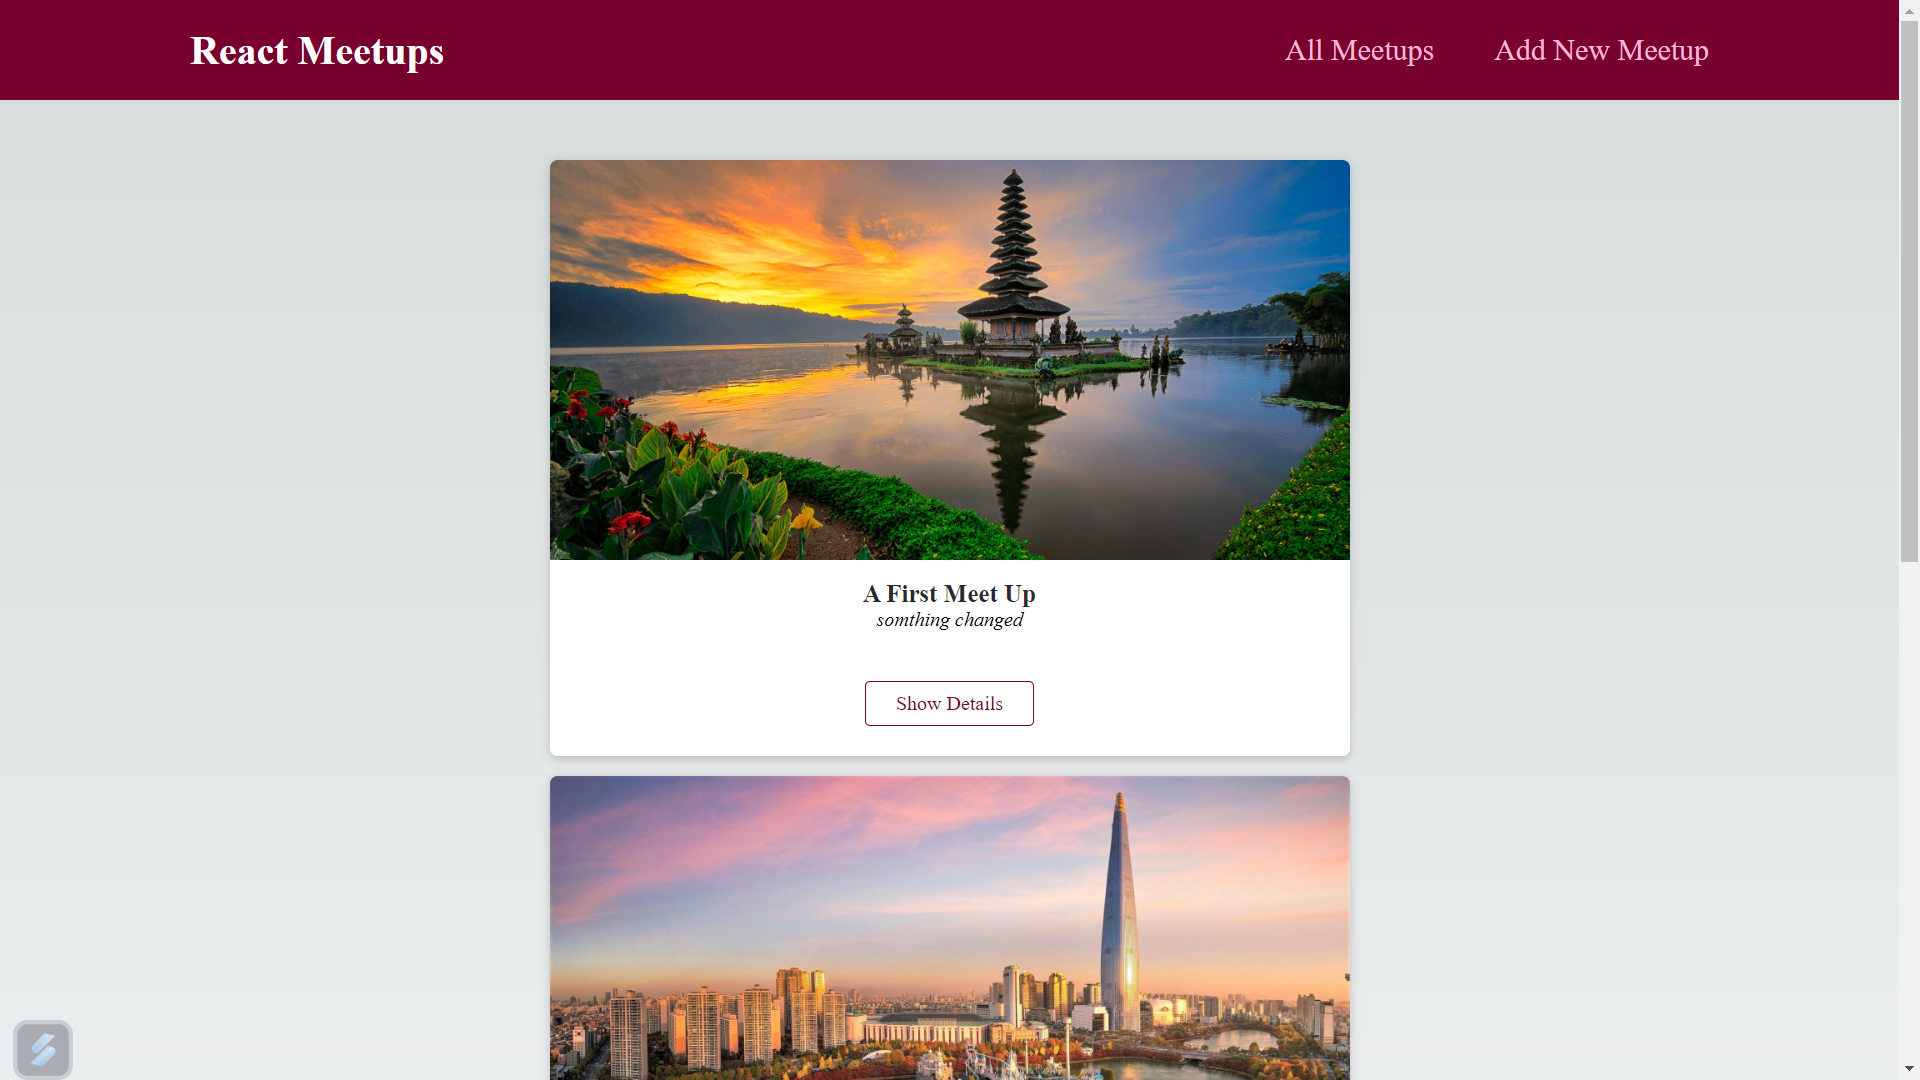 React Meetups
All Meetups
Add New Meetup
A First Meet Up
somthing changed
Show Details